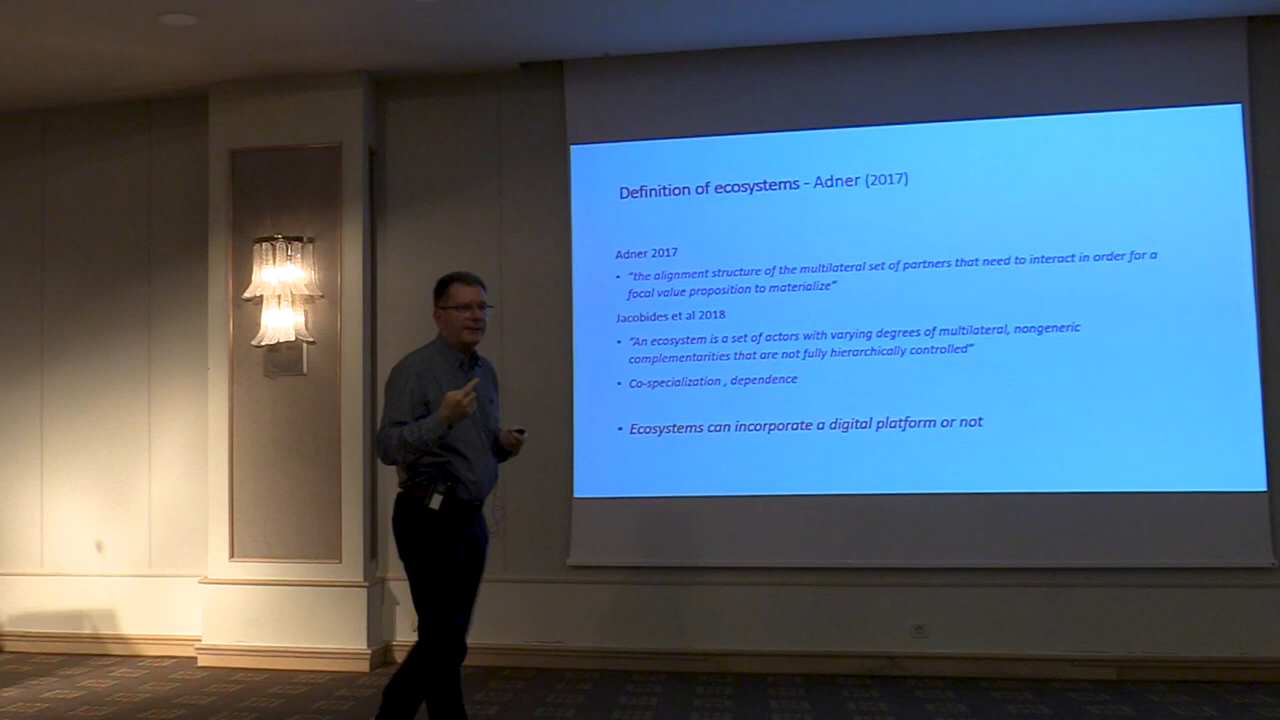 Definition of ecosystems - Adner (2017)
Adner 2017
• "the alignment structure of the multilateral set of partners that need to interact in order for a
focal value proposition to materialize"
Jacobides et al 2018
• "An ecosystem is a set of actors with varying degrees of multilateral, nongeneric
complementarities that are not fully hierarchically controlled"
• Co-specialization , dependence
• Ecosystems can incorporate a digital platform or not